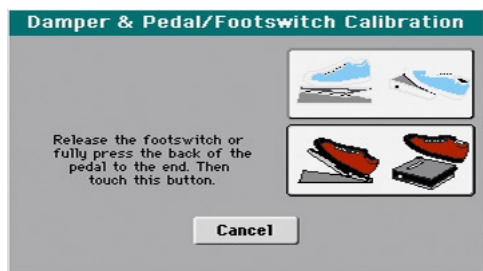 Damper & Pedal/Footswitch Calibration
Release the footswitch or
fully press the back of the
pedal to the end. Then
touch this button.
Cancel